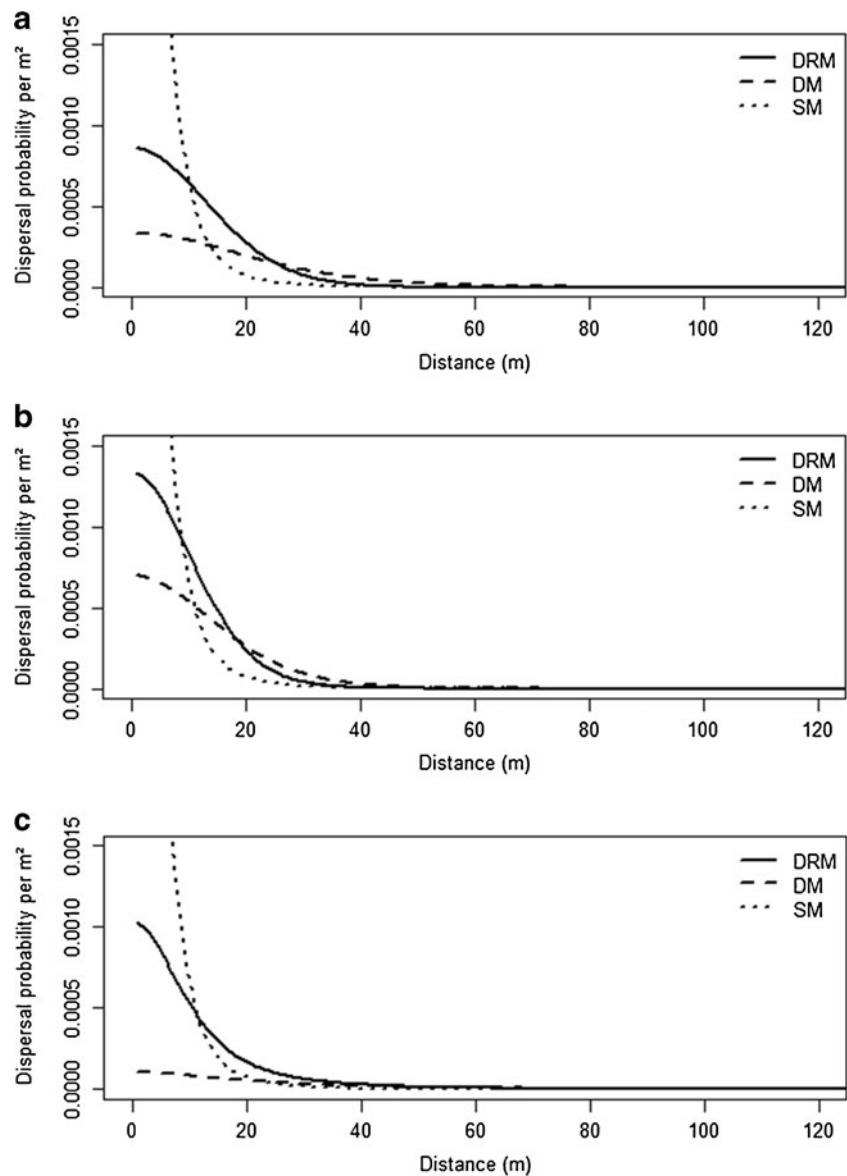 a
Dispersal probability per m²
0.0015
0.0010
0.0005
0.0000
DRM
DM
SM
0 20 40 60 80 100 120
Distance (m)
b
Dispersal probability per m²
0.0015
0.0010
0.0005
0.0000
DRM
DM
SM
0 20 40 60 80 100 120
Distance (m)
c
Dispersal probability per m²
0.0015
0.0010
0.0005
0.0000
DRM
DM
SM
0 20 40 60 80 100 120
Distance (m)